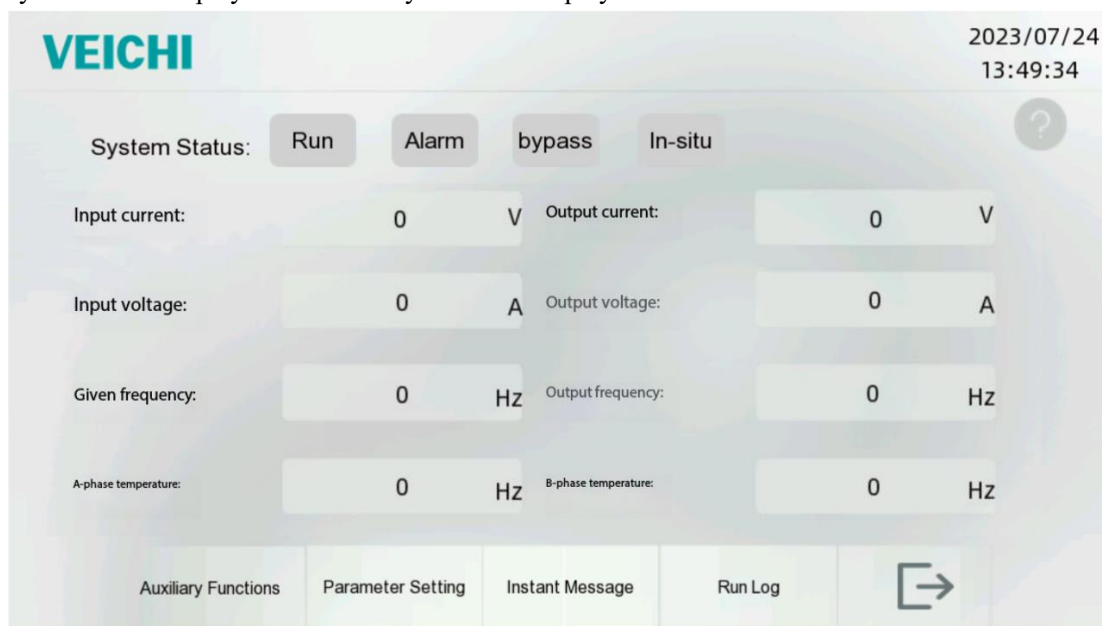 VEICHI
2023/07/24
13:49:34
System Status: Run Alarm bypass In-situ
Input current: 0 V Output current: 0 V
Input voltage: 0 A Output voltage: 0 A
Given frequency: 0 Hz Output frequency: 0 Hz
A-phase temperature: 0 Hz B-phase temperature: 0 Hz
Auxiliary Functions Parameter Setting Instant Message Run Log